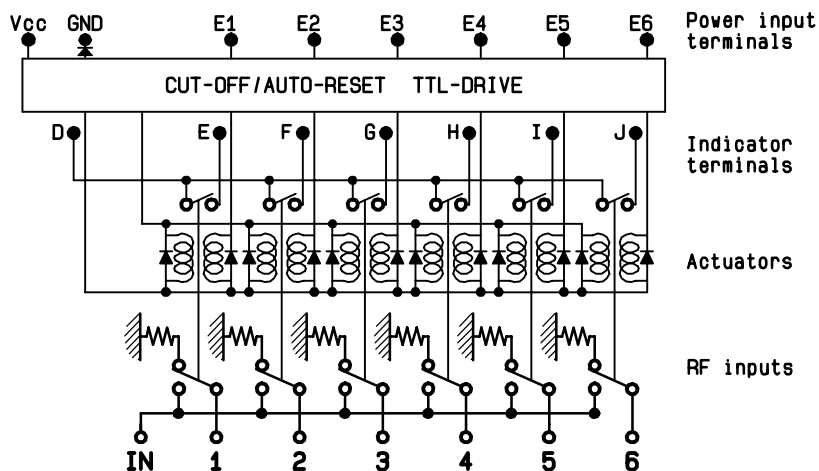 Vcc GND E1 E2 E3 E4 E5 E6 Power input
terminals
CUT-OFF/AUTO-RESET TTL-DRIVE
D E F G H I J Indicator
terminals
Actuators
RF inputs
IN 1 2 3 4 5 6